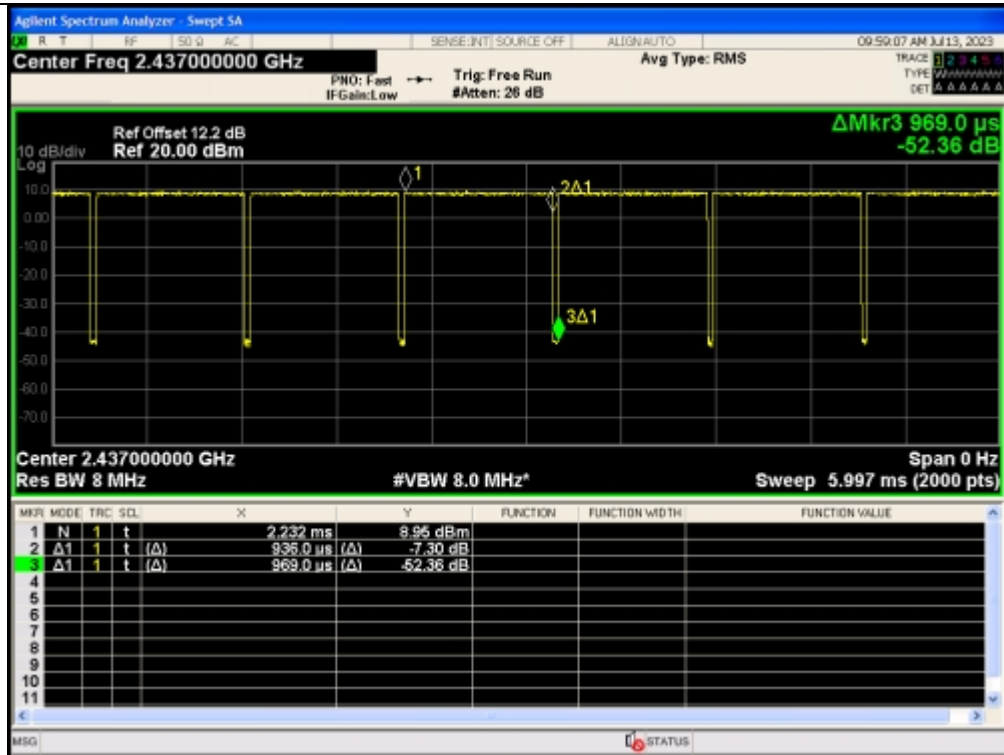 Agilent Spectrum Analyzer - Swept SA
R T RF 50 Ω AC SENSE:INT SOURCE OFF ALIGNAUTO 09:59:07 AM Jul 13, 2023
Center Freq 2.437000000 GHz Avg Type: RMS TRACE 1 2 3 4 5 6
PNO: Fast Trig: Free Run TYPE
IFGain:Low #Atten: 26 dB DET A A A A A A
ΔMkr3 969.0 µs
Ref Offset 12.2 dB
10 dB/div Ref 20.00 dBm -52.36 dB
Log
1
10.0
2Δ1
0.00
-10.0
-20.0
-30.0
3Δ1
-40.0
-50.0
-60.0
-70.0
Center 2.437000000 GHz Span 0 Hz
Res BW 8 MHz #VBW 8.0 MHz* Sweep 5.997 ms (2000 pts)
MKR MODE TRC SCL X Y FUNCTION FUNCTION WIDTH FUNCTION VALUE
1 N 1 t 2.232 ms 8.95 dBm
2 Δ1 1 t (Δ) 936.0 µs (Δ) -7.30 dB
3 Δ1 1 t (Δ) 969.0 µs (Δ) -52.36 dB
4
5
6
7
8
9
10
11
MSG STATUS